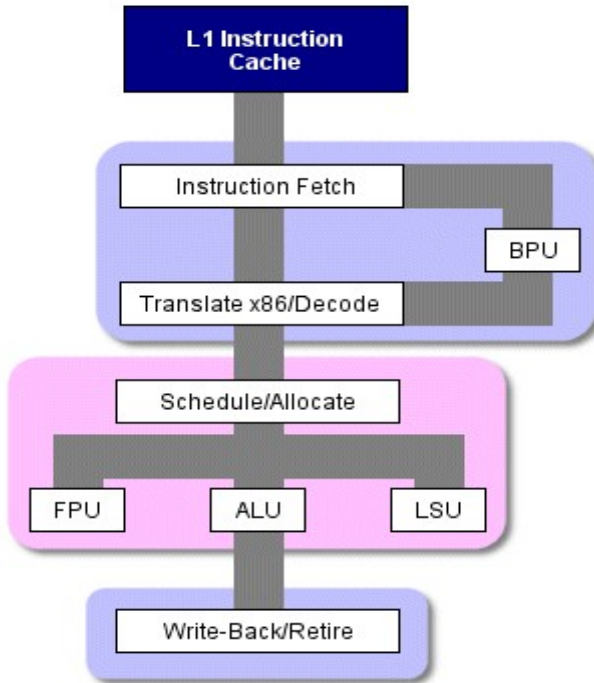 L1 Instruction
Cache
Instruction Fetch
BPU
Translate x86/Decode
Schedule/Allocate
FPU
ALU
LSU
Write-Back/Retire